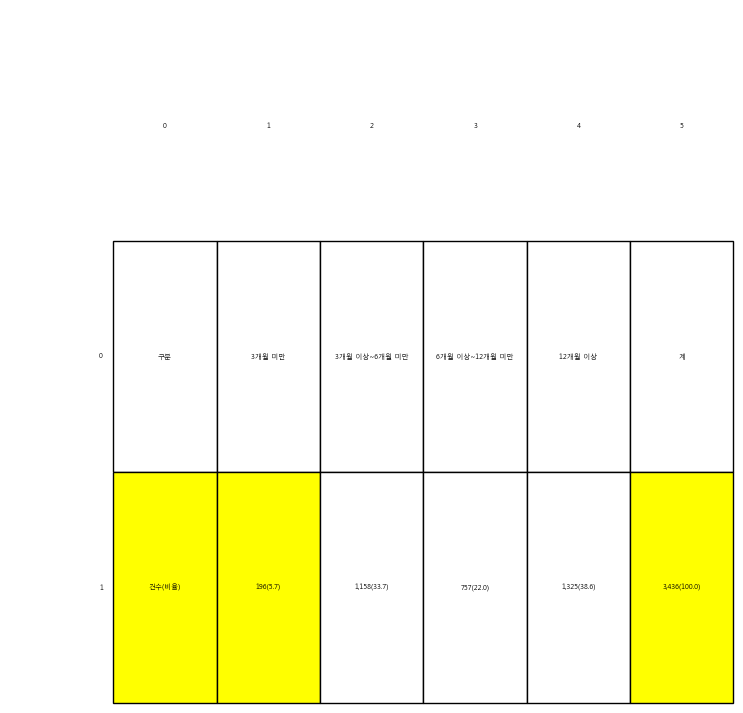 0 1 2 3 4 5
0 구분 3개월 미만 3개월 이상~6개월 미만 6개월 이상~12개월 미만 12개월 이상 계
1 건수(비율) 196(5.7) 1,158(33.7) 757(22.0) 1,325(38.6) 3,436(100.0)